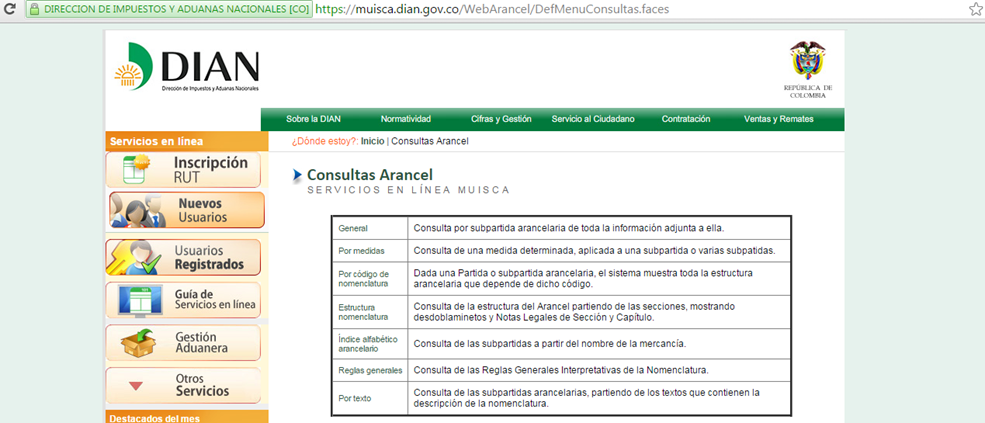 DIRECCION DE IMPUESTOS Y ADUANAS NACIONALES [CO]
https://muisca.dian.gov.co/WebArancel/DefMenuConsultas.faces
DIAN
Dirección de Impuestos y Aduanas Nacionales
REPÚBLICA DE
COLOMBIA
Sobre la DIAN
Normatividad
Cifras y Gestión
Servicio al Ciudadano
Contratación
Ventas y Remates
Servicios en línea
Inscripción
RUT
Nuevos
Usuarios
Usuarios
Registrados
Guía de
Servicios en línea
Gestión
Aduanera
Otros
Servicios
Destacados del mes
¿Dónde estoy?: Inicio | Consultas Arancel
Consultas Arancel
SERVICIOS EN LÍNEA MUISCA
General
Consulta por subpartida arancelaria de toda la información adjunta a ella.
Por medidas
Consulta de una medida determinada, aplicada a una subpartida o varias subpatidas.
Por código de
nomenclatura
Dada una Partida o subpartida arancelaria, el sistema muestra toda la estructura
arancelaria que depende de dicho código.
Estructura
nomenclatura
Consulta de la estructura del Arancel partiendo de las secciones, mostrando
desdoblaminetos y Notas Legales de Sección y Capítulo.
Índice alfabético
arancelario
Consulta de las subpartidas a partir del nombre de la mercancía.
Reglas generales
Consulta de las Reglas Generales Interpretativas de la Nomenclatura.
Por texto
Consulta de las subpartidas arancelarias, partiendo de los textos que contienen la
descripción de la nomenclatura.